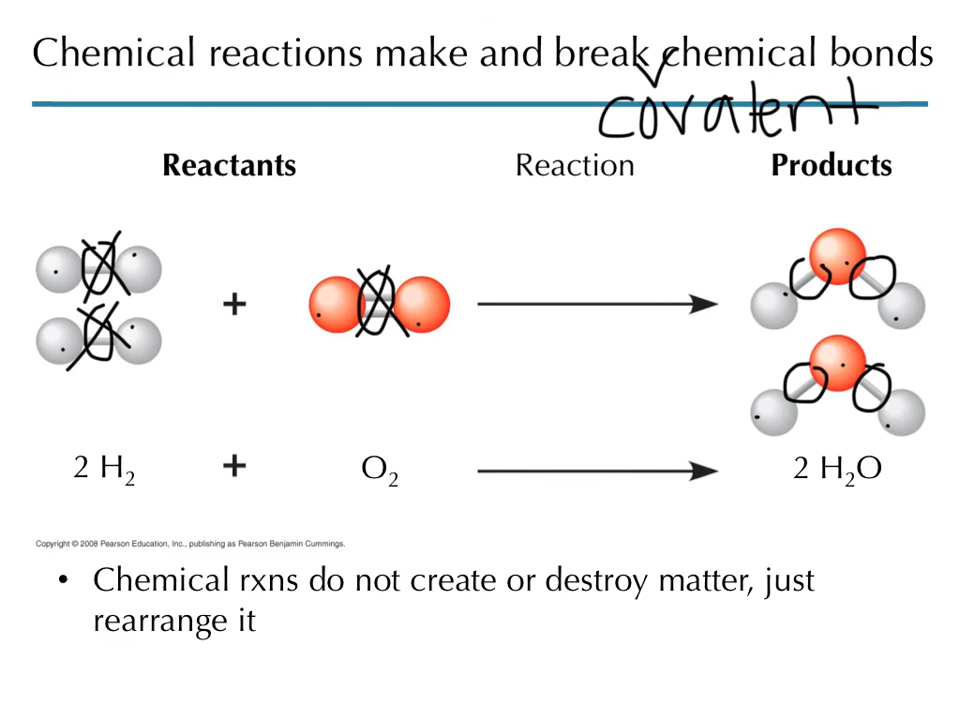 Chemical reactions make and break chemical bonds
covalent
Reactants Reaction Products
+
2 H₂ + O₂ 2 H₂O
Copyright © 2008 Pearson Education, Inc., publishing as Pearson Benjamin Cummings.
• Chemical rxns do not create or destroy matter, just
rearrange it